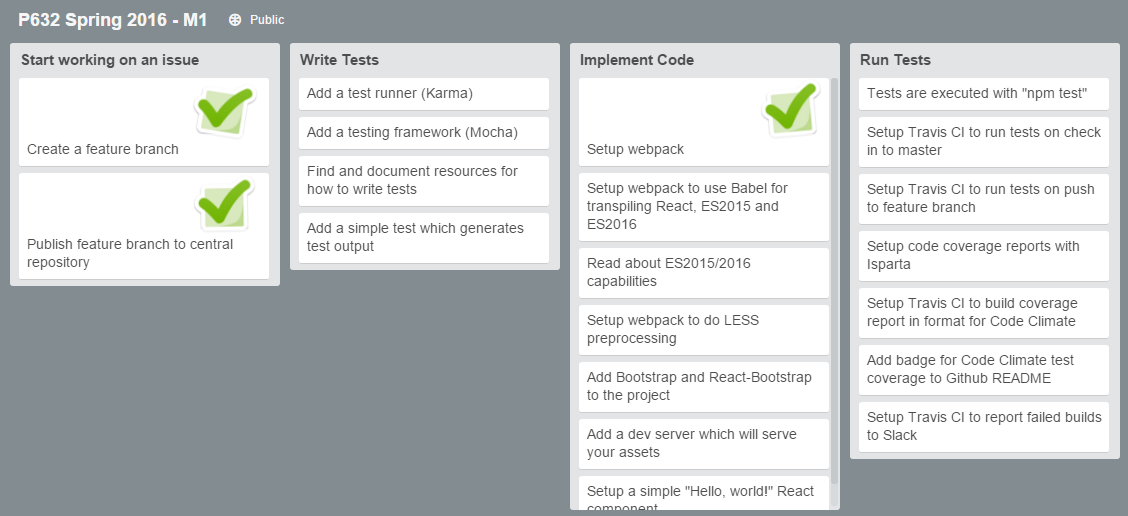 P632 Spring 2016 - M1
Public
Start working on an issue
Create a feature branch
Publish feature branch to central
repository
Write Tests
Add a test runner (Karma)
Add a testing framework (Mocha)
Find and document resources for
how to write tests
Add a simple test which generates
test output
Implement Code
Setup webpack
Setup webpack to use Babel for
transpiling React, ES2015 and
ES2016
Read about ES2015/2016
capabilities
Setup webpack to do LESS
preprocessing
Add Bootstrap and React-Bootstrap
to the project
Add a dev server which will serve
your assets
Setup a simple "Hello, world!" React
component
Run Tests
Tests are executed with "npm test"
Setup Travis CI to run tests on check
in to master
Setup Travis CI to run tests on push
to feature branch
Setup code coverage reports with
Isparta
Setup Travis CI to build coverage
report in format for Code Climate
Add badge for Code Climate test
coverage to Github README
Setup Travis CI to report failed builds
to Slack